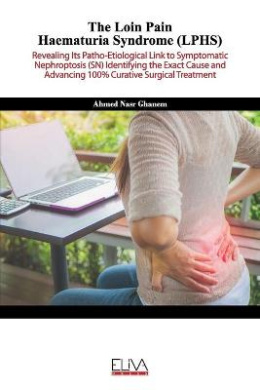 The Loin Pain
Haematuria Syndrome (LPHS)
Revealing Its Patho-Etiological Link to Symptomatic
Nephroptosis (SN) Identifying the Exact Cause and
Advancing 100% Curative Surgical Treatment
Ahmed Nasr Ghanem
ELIVA
PRESS